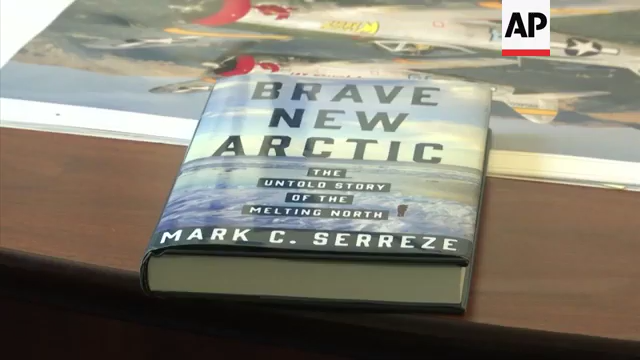 AP
BRAVE
NEW
ARCTIC
THE
UNTOLD STORY
OF THE
MELTING NORTH
MARK C. SERREZE